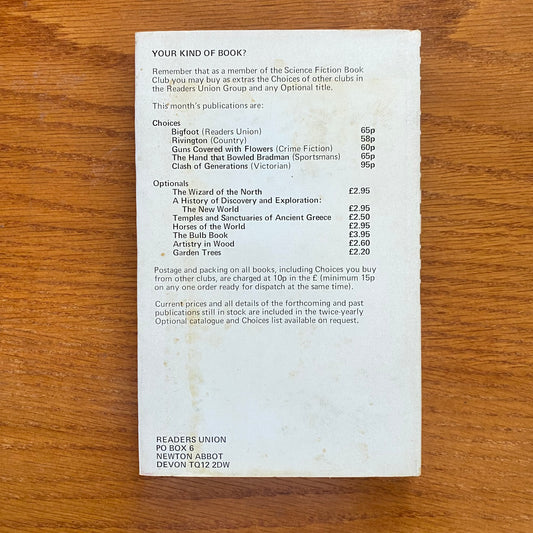 YOUR KIND OF BOOK?
Remember that as a member of the Science Fiction Book
Club you may buy as extras the Choices of other clubs in
the Readers Union Group and any Optional title.
This month's publications are:
Choices
Bigfoot (Readers Union) 65p
Rivington (Country) 58p
Guns Covered with Flowers (Crime Fiction) 60p
The Hand that Bowled Bradman (Sportsmans) 65p
Clash of Generations (Victorian) 95p
Optionals
The Wizard of the North £2.95
A History of Discovery and Exploration:
The New World £2.95
Temples and Sanctuaries of Ancient Greece £2.50
Horses of the World £2.95
The Bulb Book £3.95
Artistry in Wood £2.60
Garden Trees £2.20
Postage and packing on all books, including Choices you buy
from other clubs, are charged at 10p in the £ (minimum 15p
on any one order ready for dispatch at the same time).
Current prices and all details of the forthcoming and past
publications still in stock are included in the twice-yearly
Optional catalogue and Choices list available on request.
READERS UNION
PO BOX 6
NEWTON ABBOT
DEVON TQ12 2DW